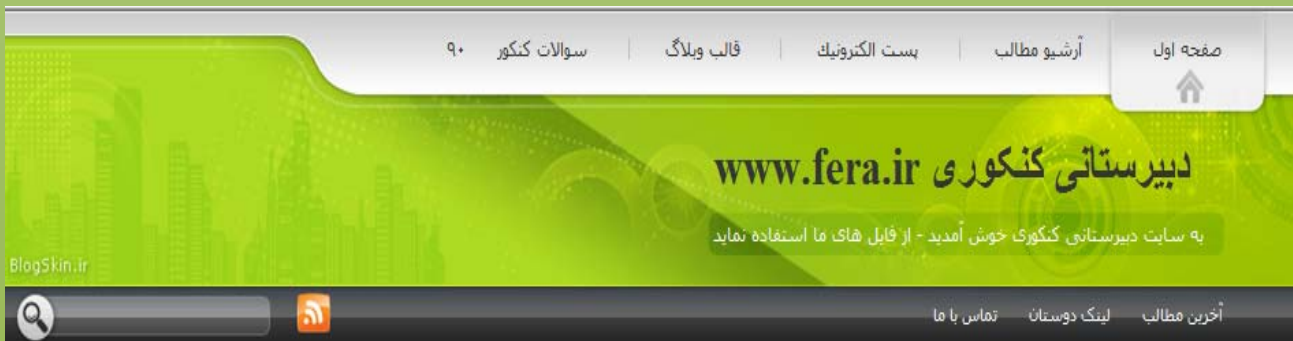 صفحه اول آرشیو مطالب پست الکترونیك قالب وبلاگ سوالات کنکور ۹۰
دبیرستانی کنکوری www.fera.ir
به سایت دبیرستانی کنکوری خوش آمدید - از فایل های ما استفاده نماید
BlogSkin.ir
آخرین مطالب لینک دوستان تماس با ما